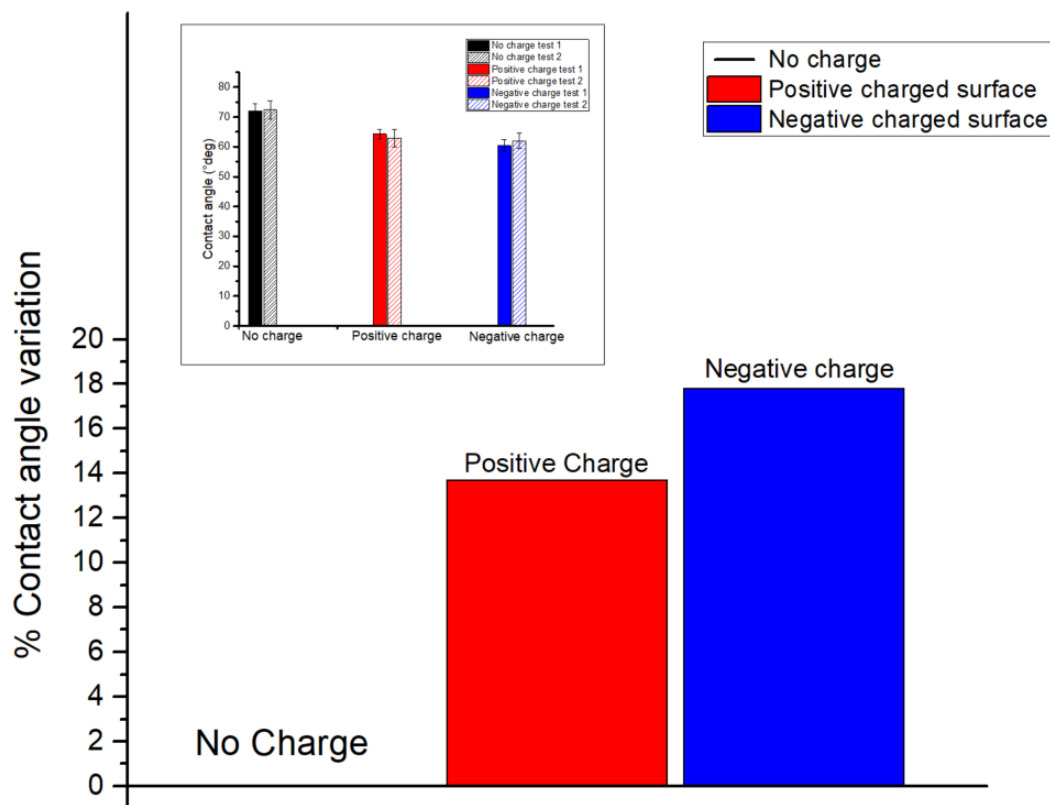 No charge test 1
No charge test 2
Positive charge test 1
Positive charge test 2
Negative charge test 1
Negative charge test 2
Contact angle (°deg)
80
70
60
50
40
30
20
10
0
No charge
Positive charge
Negative charge
No charge
Positive charged surface
Negative charged surface
% Contact angle variation
20
18
16
14
12
10
8
6
4
2
0
No Charge
Positive Charge
Negative charge